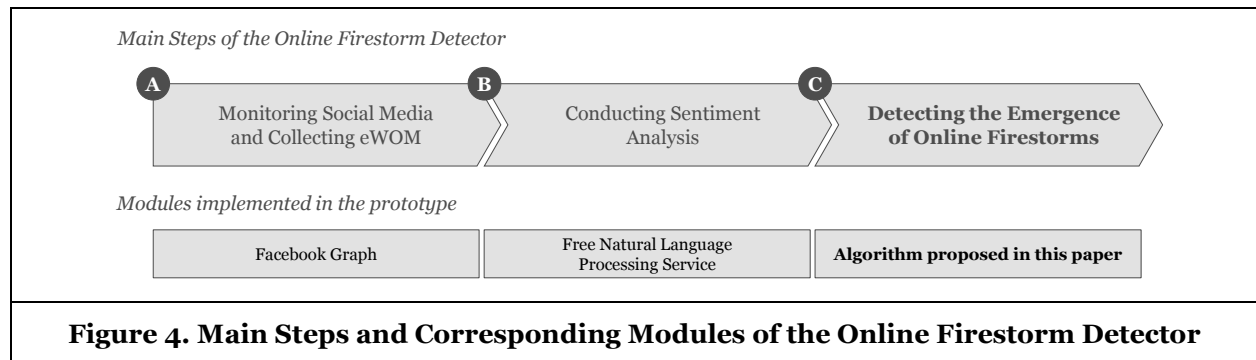 Main Steps of the Online Firestorm Detector
A
B
C
Monitoring Social Media
and Collecting eWOM
Conducting Sentiment
Analysis
Detecting the Emergence
of Online Firestorms
Modules implemented in the prototype
Facebook Graph
Free Natural Language
Processing Service
Algorithm proposed in this paper
Figure 4. Main Steps and Corresponding Modules of the Online Firestorm Detector